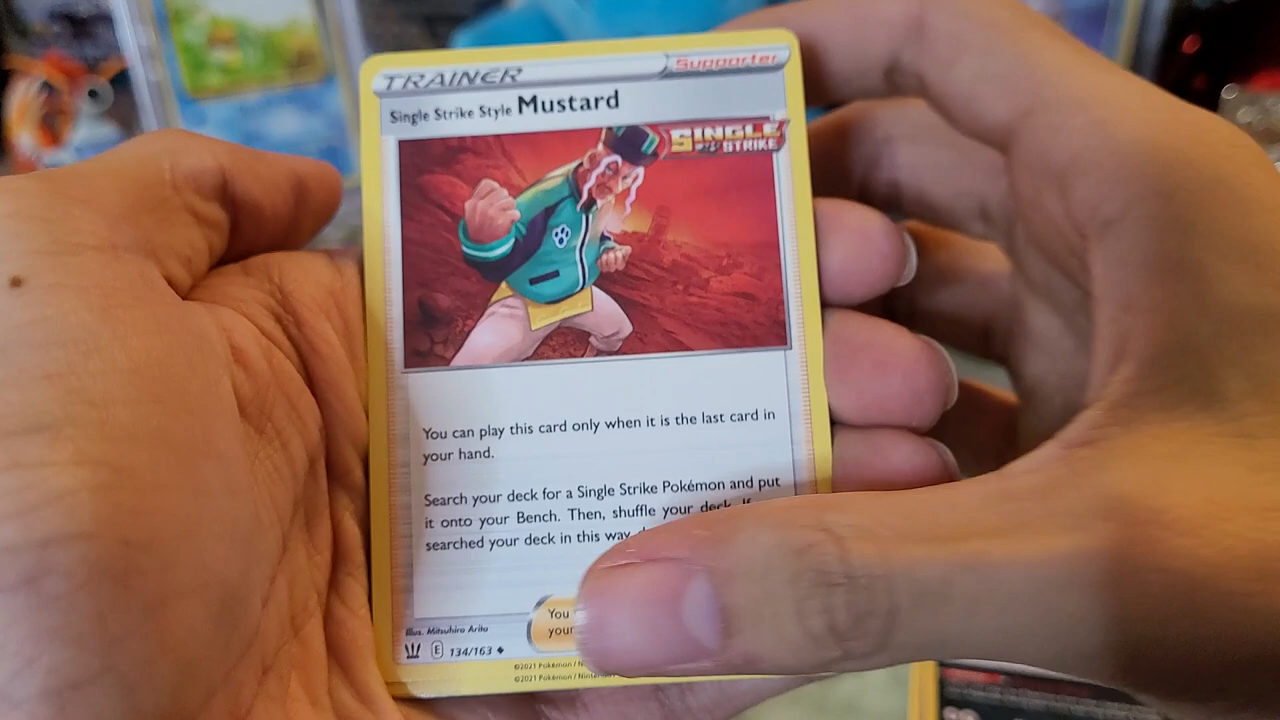 TRAINER Supporter
Single Strike Style Mustard
SINGLE
STRIKE
You can play this card only when it is the last card in
your hand.
Search your deck for a Single Strike Pokémon and put
it onto your Bench. Then, shuffle your deck. If
searched your deck in this way,
You
your
Illus. Mitsuhiro Arita
E 134/163
©2021 Pokémon /
©2021 Pokémon /